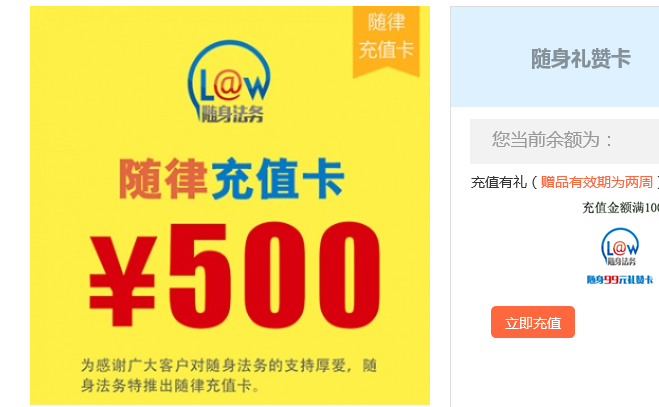 随律
充值卡
L@w
随身法务
随律充值卡
¥500
为感谢广大客户对随身法务的支持厚爱，随
身法务特推出随律充值卡。
随身礼赞卡
您当前余额为：
充值有礼（赠品有效期为两周）
充值金额满100
L@w
随身法务
随身99元礼赞卡
立即充值